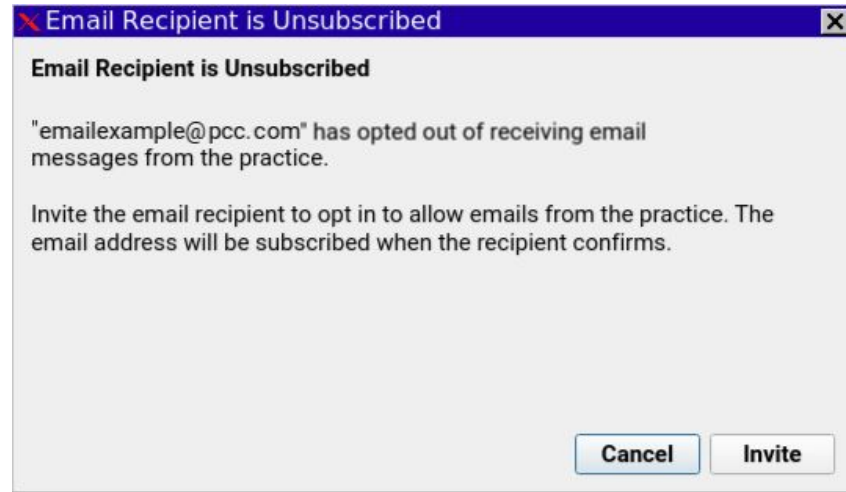 Email Recipient is Unsubscribed
Email Recipient is Unsubscribed
"emailexample@pcc.com" has opted out of receiving email
messages from the practice.
Invite the email recipient to opt in to allow emails from the practice. The
email address will be subscribed when the recipient confirms.
Cancel Invite